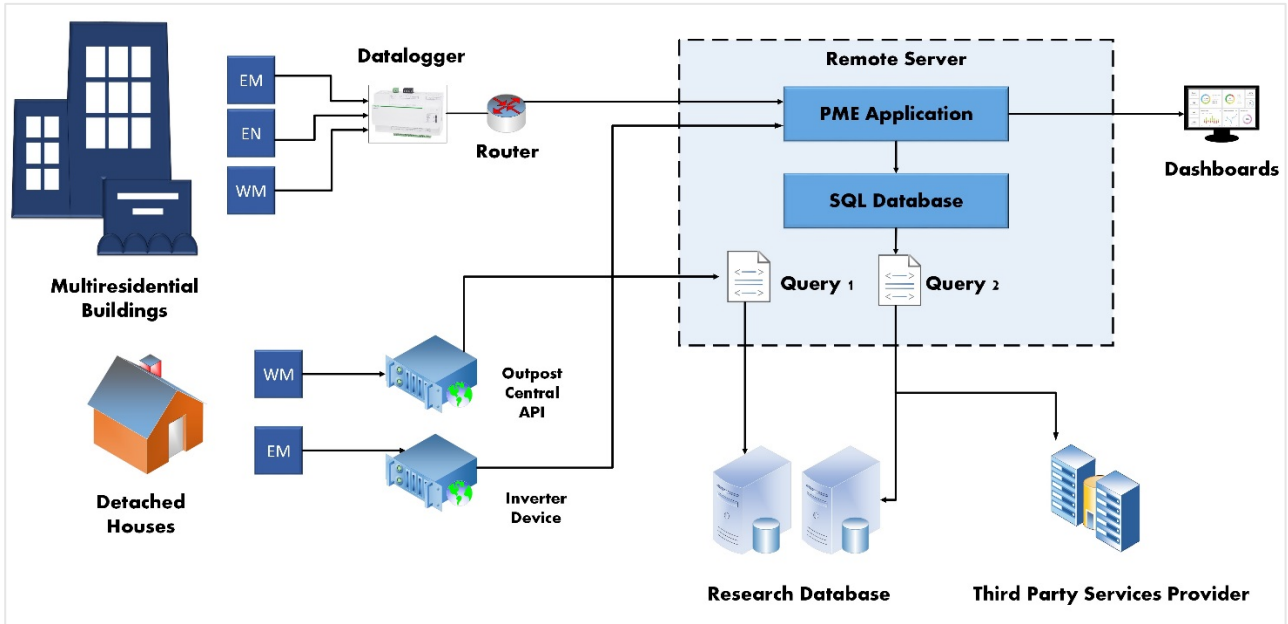 Datalogger
Remote Server
EM
EN
WM
PME Application
Router
Dashboards
SQL Database
Query 1
Query 2
Multiresidential
Buildings
WM
Outpost
Central
API
EM
Inverter
Device
Detached
Houses
Research Database
Third Party Services Provider